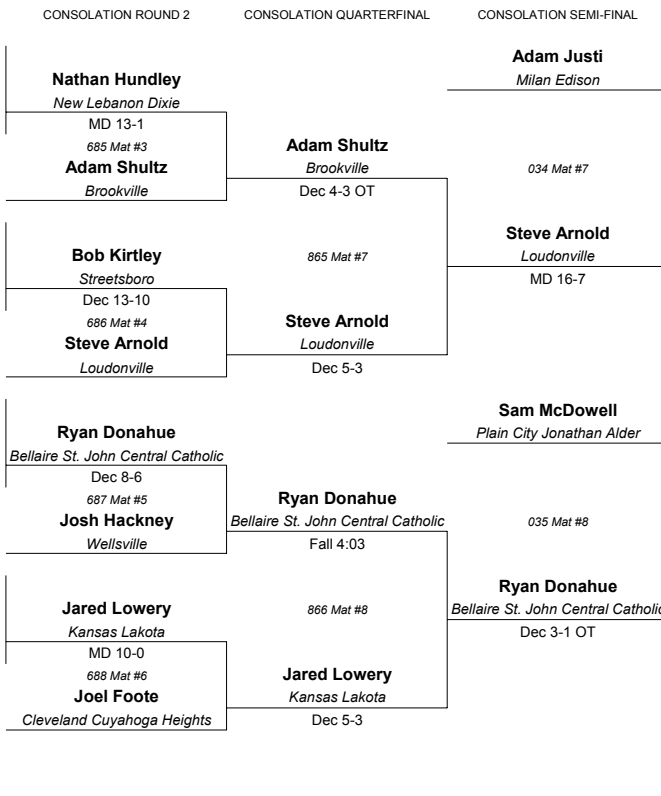 CONSOLATION ROUND 2
CONSOLATION QUARTERFINAL
CONSOLATION SEMI-FINAL
Nathan Hundley
New Lebanon Dixie
MD 13-1
685 Mat #3
Adam Shultz
Brookville
Bob Kirtley
Streetsboro
Dec 13-10
686 Mat #4
Steve Arnold
Loudonville
Ryan Donahue
Bellaire St. John Central Catholic
Dec 8-6
687 Mat #5
Josh Hackney
Wellsville
Jared Lowery
Kansas Lakota
MD 10-0
688 Mat #6
Joel Foote
Cleveland Cuyahoga Heights
Adam Shultz
Brookville
Dec 4-3 OT
865 Mat #7
Steve Arnold
Loudonville
Dec 5-3
Ryan Donahue
Bellaire St. John Central Catholic
Fall 4:03
866 Mat #8
Jared Lowery
Kansas Lakota
Dec 5-3
Adam Justi
Milan Edison
034 Mat #7
Steve Arnold
Loudonville
MD 16-7
Sam McDowell
Plain City Jonathan Alder
035 Mat #8
Ryan Donahue
Bellaire St. John Central Catholic
Dec 3-1 OT